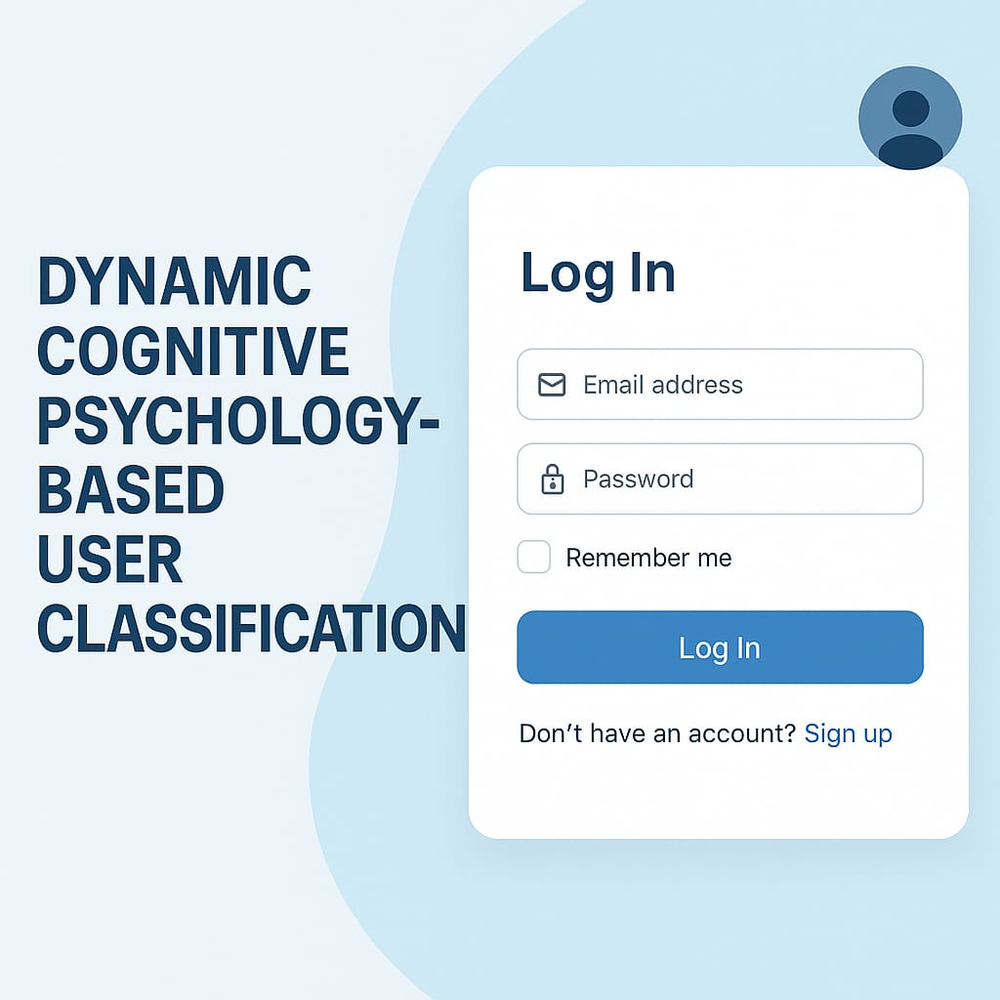 DYNAMIC
COGNITIVE
PSYCHOLOGY-
BASED
USER
CLASSIFICATION
Log In
Email address
Password
Remember me
Log In
Don’t have an account? Sign up